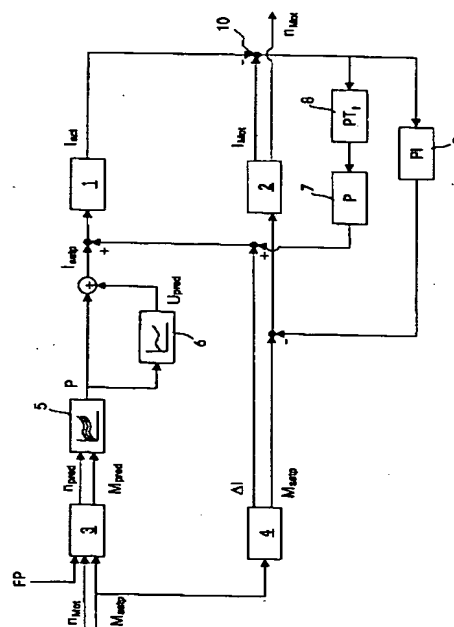 FP
n_Mot
M_setp
3
n_pred
M_pred
5
P
6
U_pred
+
I_setp
+
1
I_act
4
ΔI
M_setp
+
-
2
I_Mot
-
10
n_Mot
7
P
8
PT₁
PI